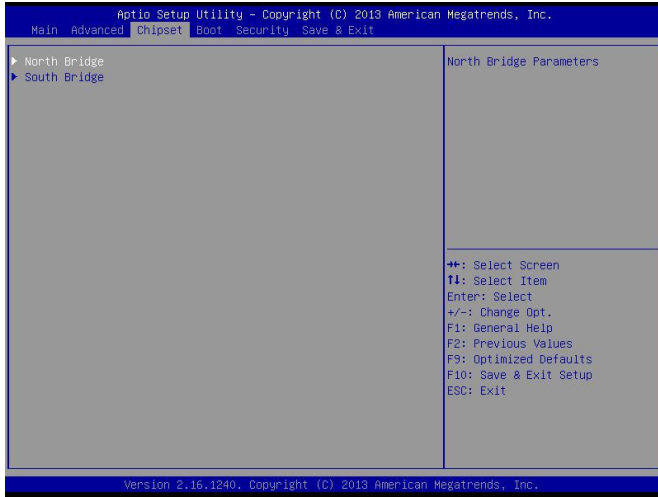 Aptio Setup Utility – Copyright (C) 2013 American Megatrends, Inc.
Main Advanced Chipset Boot Security Save & Exit
▶ North Bridge
▶ South Bridge
North Bridge Parameters
→←: Select Screen
↑↓: Select Item
Enter: Select
+/-: Change Opt.
F1: General Help
F2: Previous Values
F9: Optimized Defaults
F10: Save & Exit Setup
ESC: Exit
Version 2.16.1240. Copyright (C) 2013 American Megatrends, Inc.